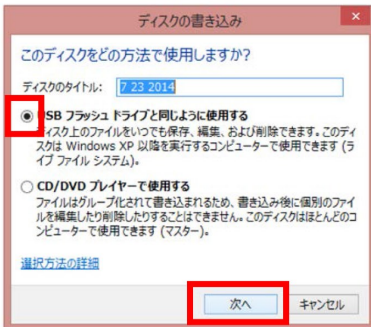 ディスクの書き込み
このディスクをどの方法で使用しますか?
ディスクのタイトル: 7 23 2014
USB フラッシュ ドライブと同じように使用する
ディスク上のファイルをいつでも保存、編集、および削除できます。このディ
スクは Windows XP 以降を実行するコンピューターで使用できます (ラ
イブ ファイル システム)。
CD/DVD プレイヤーで使用する
ファイルはグループ化されて書き込まれるため、書き込み後に個別のファイ
ルを編集したり削除したりすることはできません。このディスクはほとんどのコ
ンピューターで使用できます (マスター)。
選択方法の詳細
次へ キャンセル